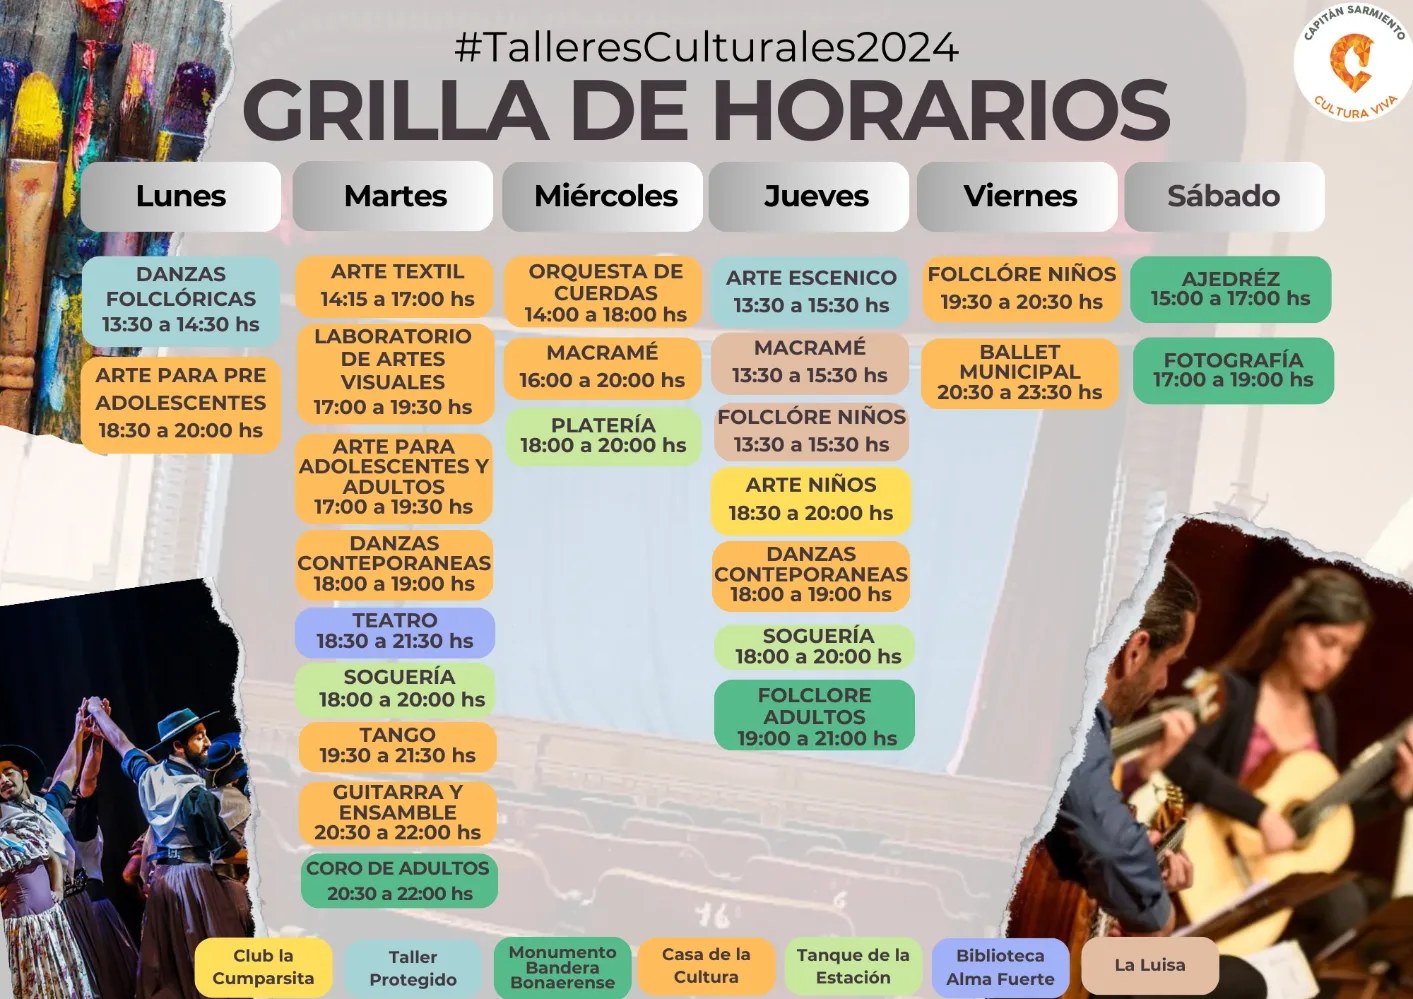 #TalleresCulturales2024
GRILLA DE HORARIOS
CAPITÁN SARMIENTO
CULTURA VIVA
Lunes
DANZAS
FOLCLÓRICAS
13:30 a 14:30 hs
ARTE PARA PRE
ADOLESCENTES
18:30 a 20:00 hs
Martes
ARTE TEXTIL
14:15 a 17:00 hs
LABORATORIO
DE ARTES
VISUALES
17:00 a 19:30 hs
ARTE PARA
ADOLESCENTES Y
ADULTOS
17:00 a 19:30 hs
DANZAS
CONTEPORANEAS
18:00 a 19:00 hs
TEATRO
18:30 a 21:30 hs
SOGUERÍA
18:00 a 20:00 hs
TANGO
19:30 a 21:30 hs
GUITARRA Y
ENSAMBLE
20:30 a 22:00 hs
CORO DE ADULTOS
20:30 a 22:00 hs
Miércoles
ORQUESTA DE
CUERDAS
14:00 a 18:00 hs
MACRAMÉ
16:00 a 20:00 hs
PLATERÍA
18:00 a 20:00 hs
Jueves
ARTE ESCENICO
13:30 a 15:30 hs
MACRAMÉ
13:30 a 15:30 hs
FOLCLÓRE NIÑOS
13:30 a 15:30 hs
ARTE NIÑOS
18:30 a 20:00 hs
DANZAS
CONTEPORANEAS
18:00 a 19:00 hs
SOGUERÍA
18:00 a 20:00 hs
FOLCLORE
ADULTOS
19:00 a 21:00 hs
Viernes
FOLCLÓRE NIÑOS
19:30 a 20:30 hs
BALLET
MUNICIPAL
20:30 a 23:30 hs
Sábado
AJEDRÉZ
15:00 a 17:00 hs
FOTOGRAFÍA
17:00 a 19:00 hs
16
Club la
Cumparsita
Taller
Protegido
Monumento
Bandera
Bonaerense
Casa de la
Cultura
Tanque de la
Estación
Biblioteca
Alma Fuerte
La Luisa